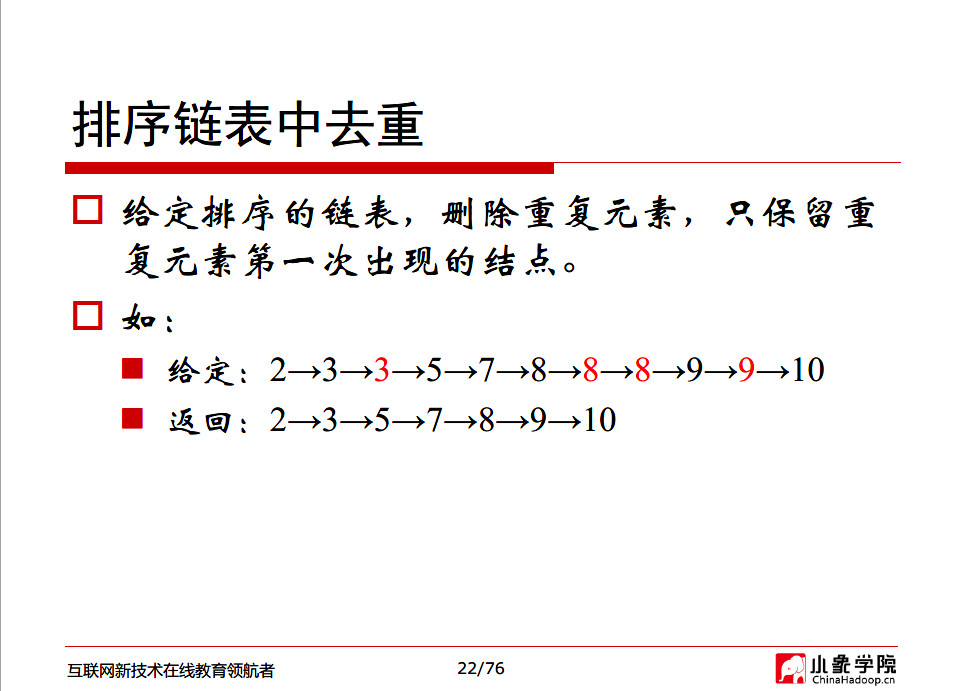 排序链表中去重
给定排序的链表，删除重复元素，只保留重
复元素第一次出现的结点。
如：
给定：2→3→3→5→7→8→8→8→9→9→10
返回：2→3→5→7→8→9→10
互联网新技术在线教育领航者
22/76
小象学院
ChinaHadoop.cn